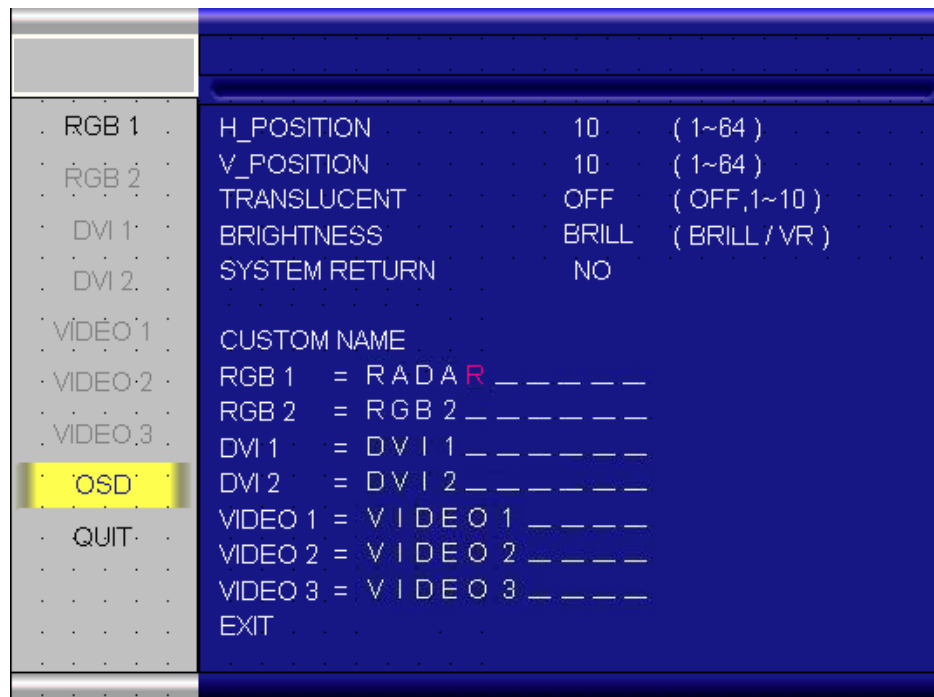 RGB 1
RGB 2
DVI 1
DVI 2
VIDEO 1
VIDEO 2
VIDEO 3
OSD
QUIT
H_POSITION 10 ( 1~64 )
V_POSITION 10 ( 1~64 )
TRANSLUCENT OFF ( OFF,1~10 )
BRIGHTNESS BRILL ( BRILL / VR )
SYSTEM RETURN NO
CUSTOM NAME
RGB 1 = R A D A R _ _ _ _ _
RGB 2 = R G B 2 _ _ _ _ _ _
DVI 1 = D V I 1 _ _ _ _ _ _
DVI 2 = D V I 2 _ _ _ _ _ _
VIDEO 1 = V I D E O 1 _ _ _ _
VIDEO 2 = V I D E O 2 _ _ _ _
VIDEO 3 = V I D E O 3 _ _ _ _
EXIT